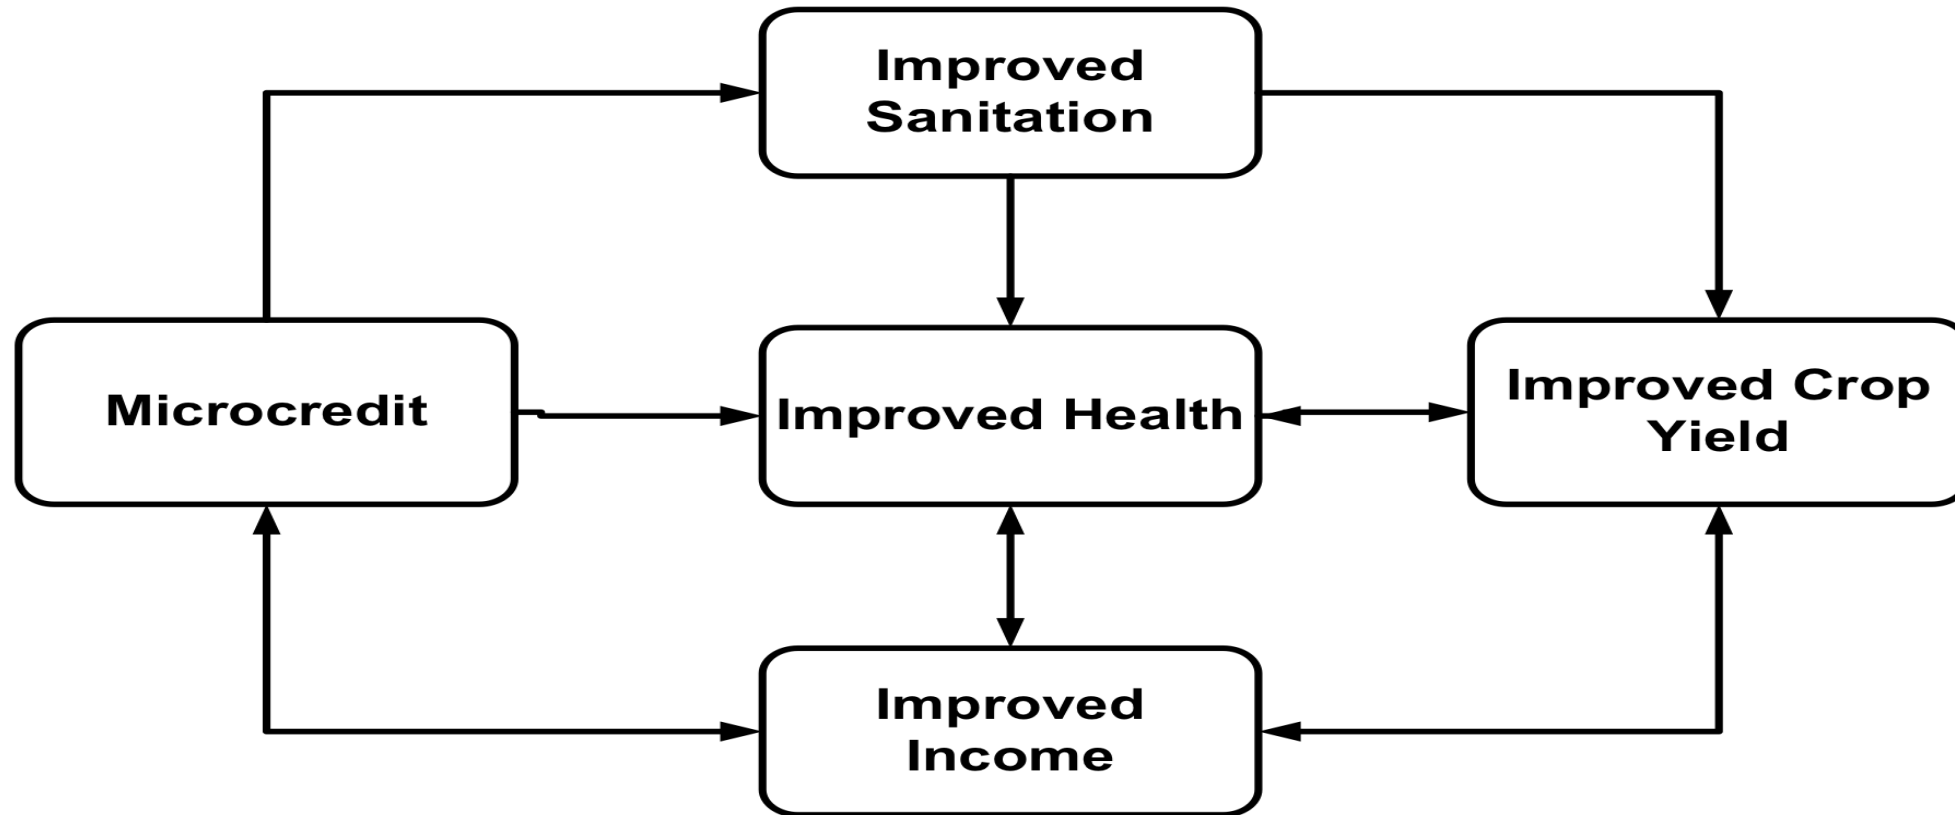 Improved
Sanitation
Microcredit
Improved Health
Improved Crop
Yield
Improved
Income